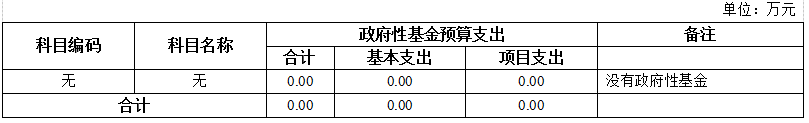 单位：万元
科目编码 科目名称 政府性基金预算支出 备注
合计 基本支出 项目支出
无 无 0.00 0.00 0.00 没有政府性基金
合计 0.00 0.00 0.00